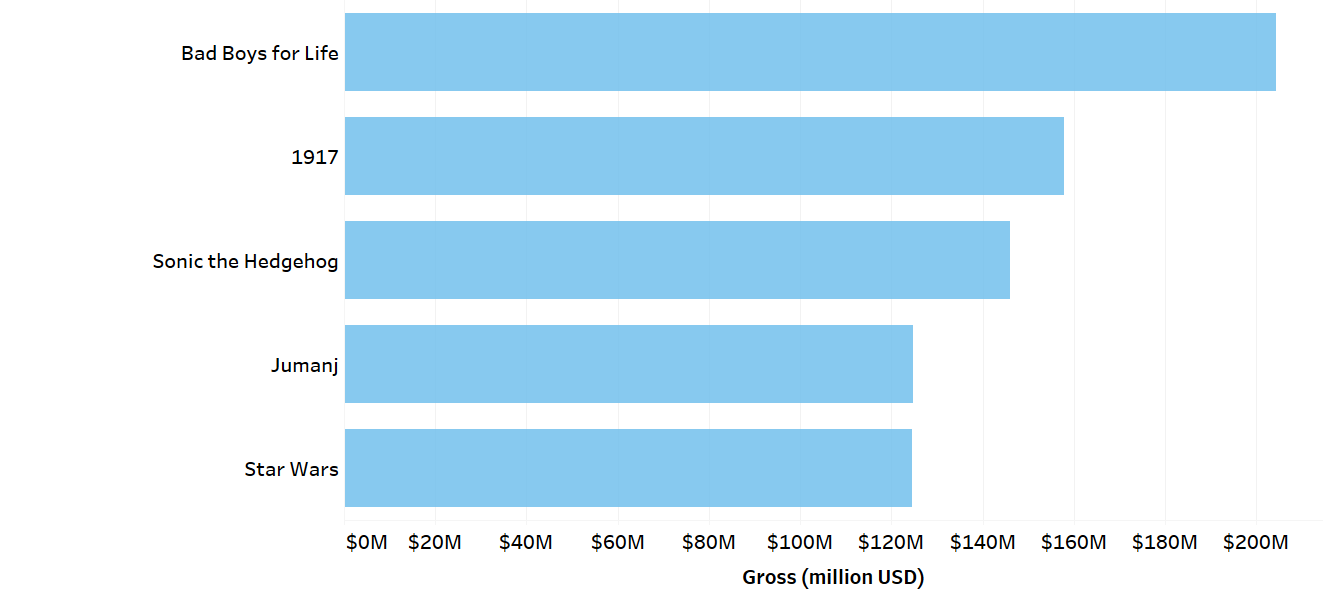 Bad Boys for Life
1917
Sonic the Hedgehog
Jumanj
Star Wars
$0M $20M $40M $60M $80M $100M $120M $140M $160M $180M $200M
Gross (million USD)